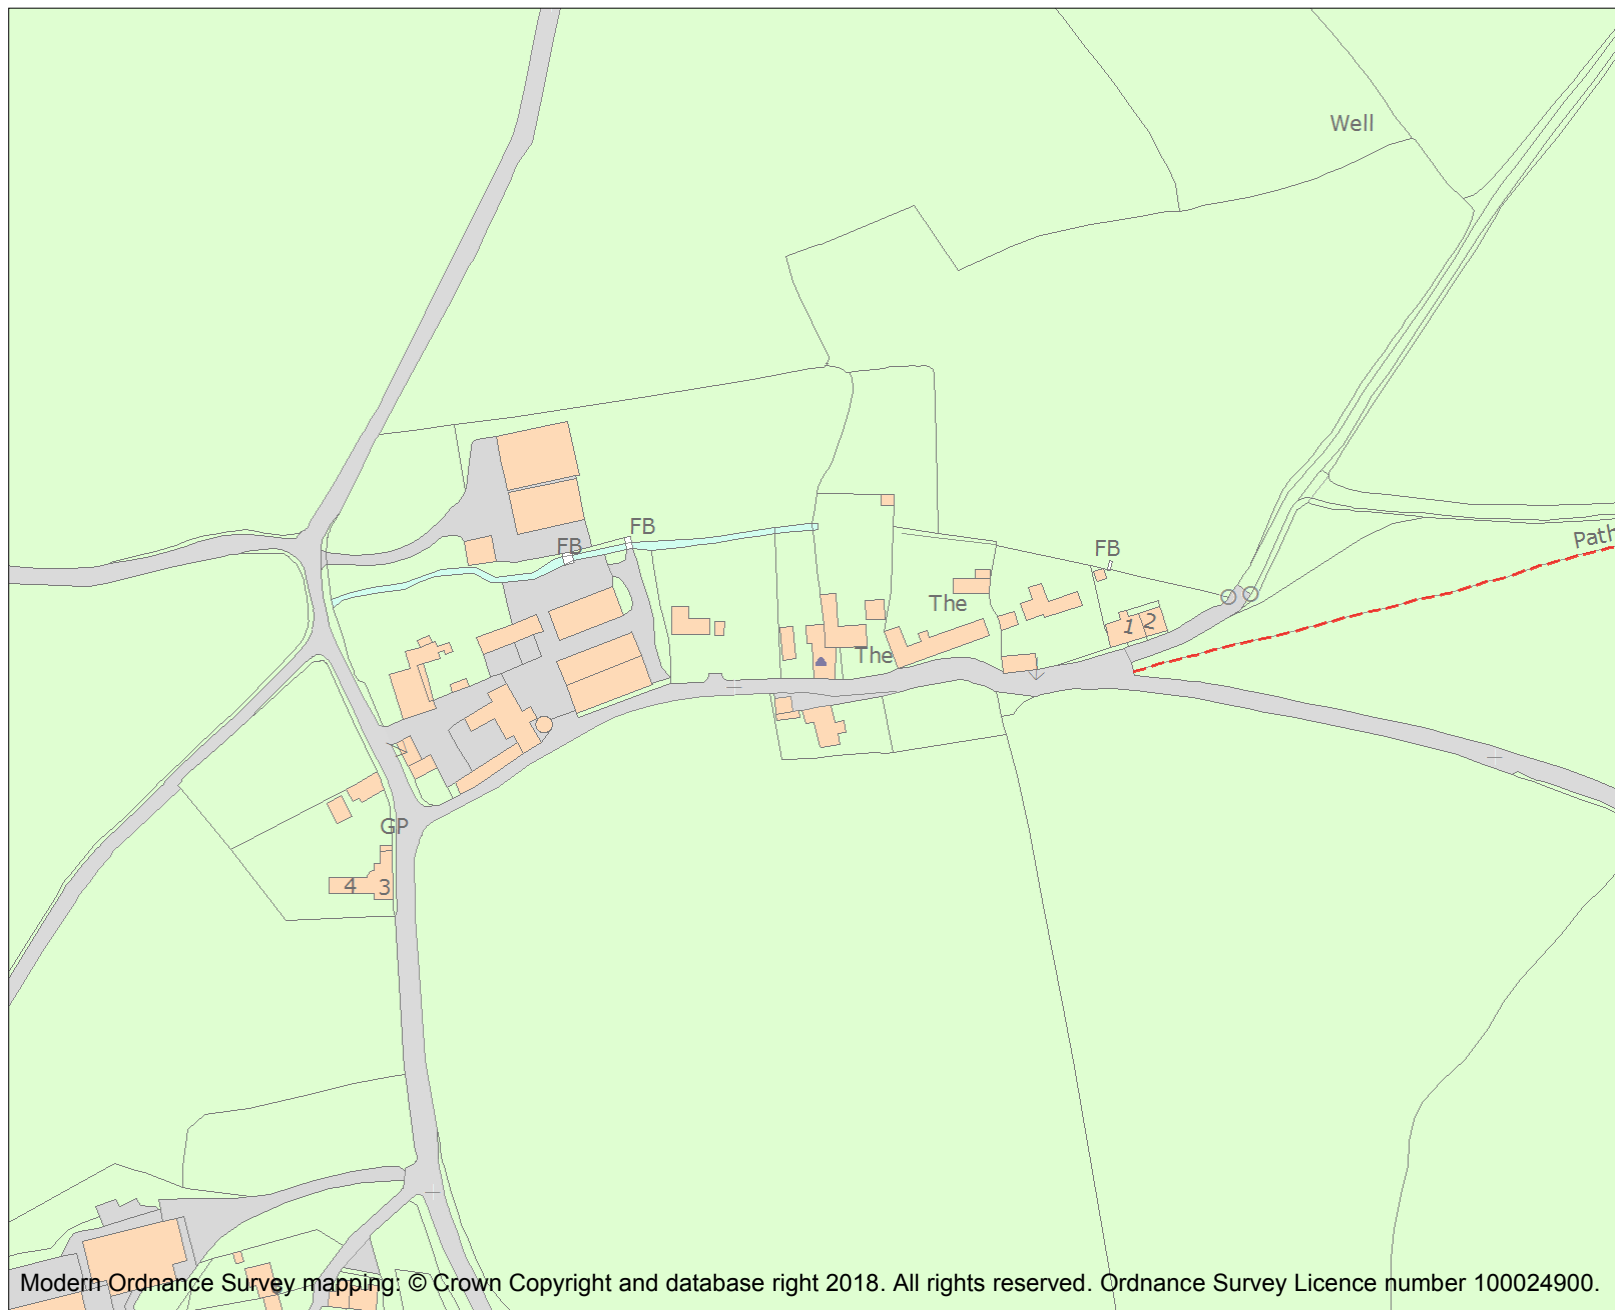 Well
FB
FB
Path
FB
The
1 2
The
GP
4 3
Modern Ordnance Survey mapping: © Crown Copyright and database right 2018. All rights reserved. Ordnance Survey Licence number 100024900.